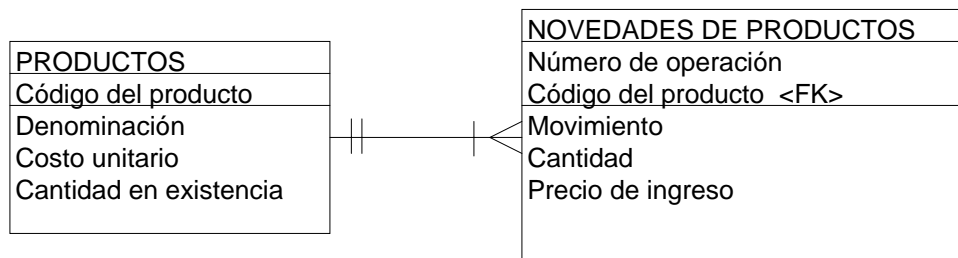 PRODUCTOS
Código del producto
Denominación
Costo unitario
Cantidad en existencia
NOVEDADES DE PRODUCTOS
Número de operación
Código del producto <FK>
Movimiento
Cantidad
Precio de ingreso